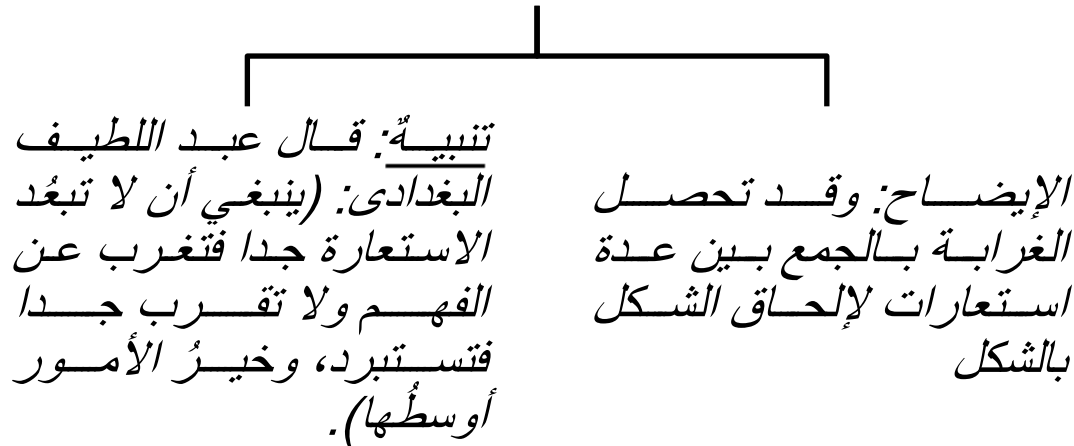 الإيضاح: وقد تحصل
الغرابة بالجمع بين عدة
استعارات لإلحاق الشكل
بالشكل
تنبيهٌ: قال عبد اللطيف
البغدادى: (ينبغي أن لا تبعُد
الاستعارة جدا فتغرب عن
الفهم ولا تقرب جدا
فتستبرد، وخيرُ الأمور
أوسطُها).